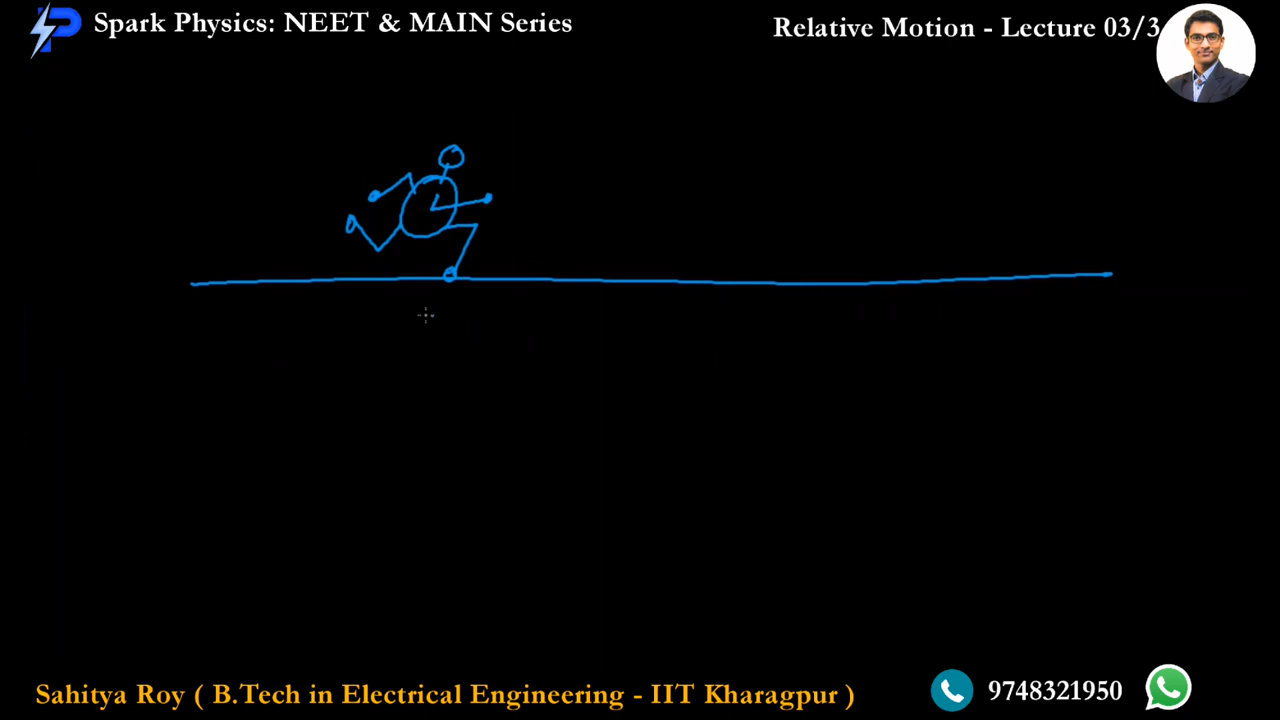 Spark Physics: NEET & MAIN Series
Relative Motion - Lecture 03/3
Sahitya Roy ( B.Tech in Electrical Engineering - IIT Kharagpur )
9748321950